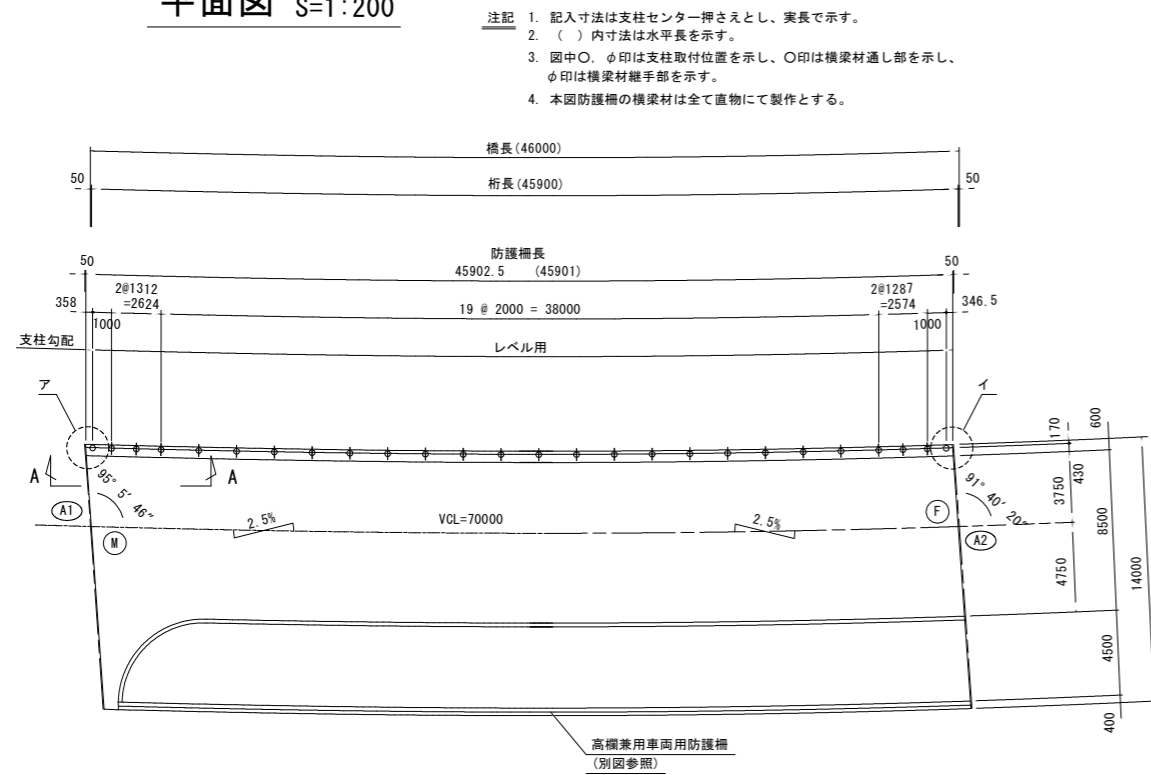 平面図 S=1:200
注記 1. 記入寸法は支柱センター押さえとし、実長で示す。
2. （ ）内寸法は水平長を示す。
3. 図中〇．φ印は支柱取付位置を示し、〇印は横梁材通し部を示し、
φ印は横梁材継手部を示す。
4. 本図防護柵の横梁材は全て直物にて製作とする。
橋長(46000)
50 桁長(45900) 50
防護柵長
50 45902.5 (45901) 50
358 1000 2@1312
=2624
19 @ 2000 = 38000
2@1287
=2574
1000 346.5
支柱勾配 レベル用
ア イ
A A
95° 5′ 46″
91° 40′ 20″
A1 M
2.5% VCL=70000 2.5%
F A2
170 600
430 3750
8500
4750
14000
4500
400
高欄兼用車両用防護柵
(別図参照)